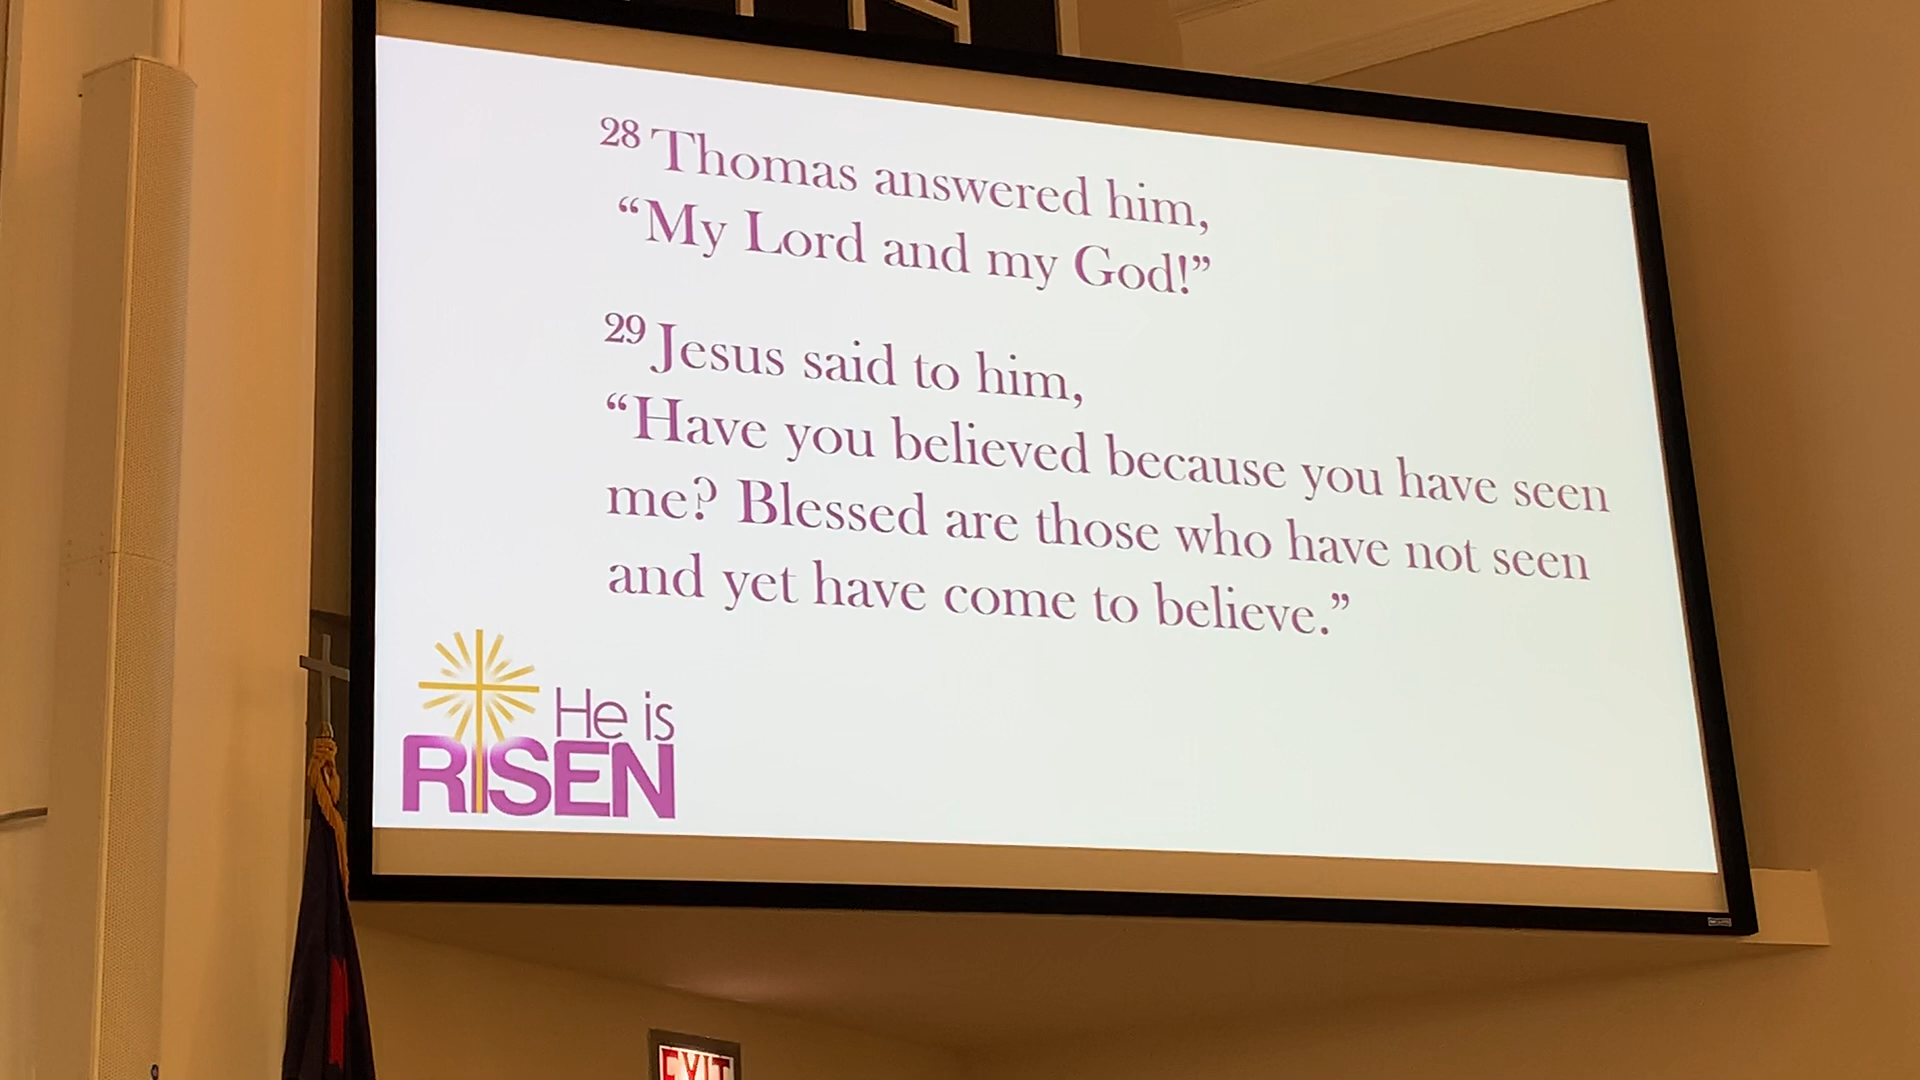 28 Thomas answered him,
“My Lord and my God!”
29 Jesus said to him,
“Have you believed because you have seen
me? Blessed are those who have not seen
and yet have come to believe.”
He is
RISEN
EXIT